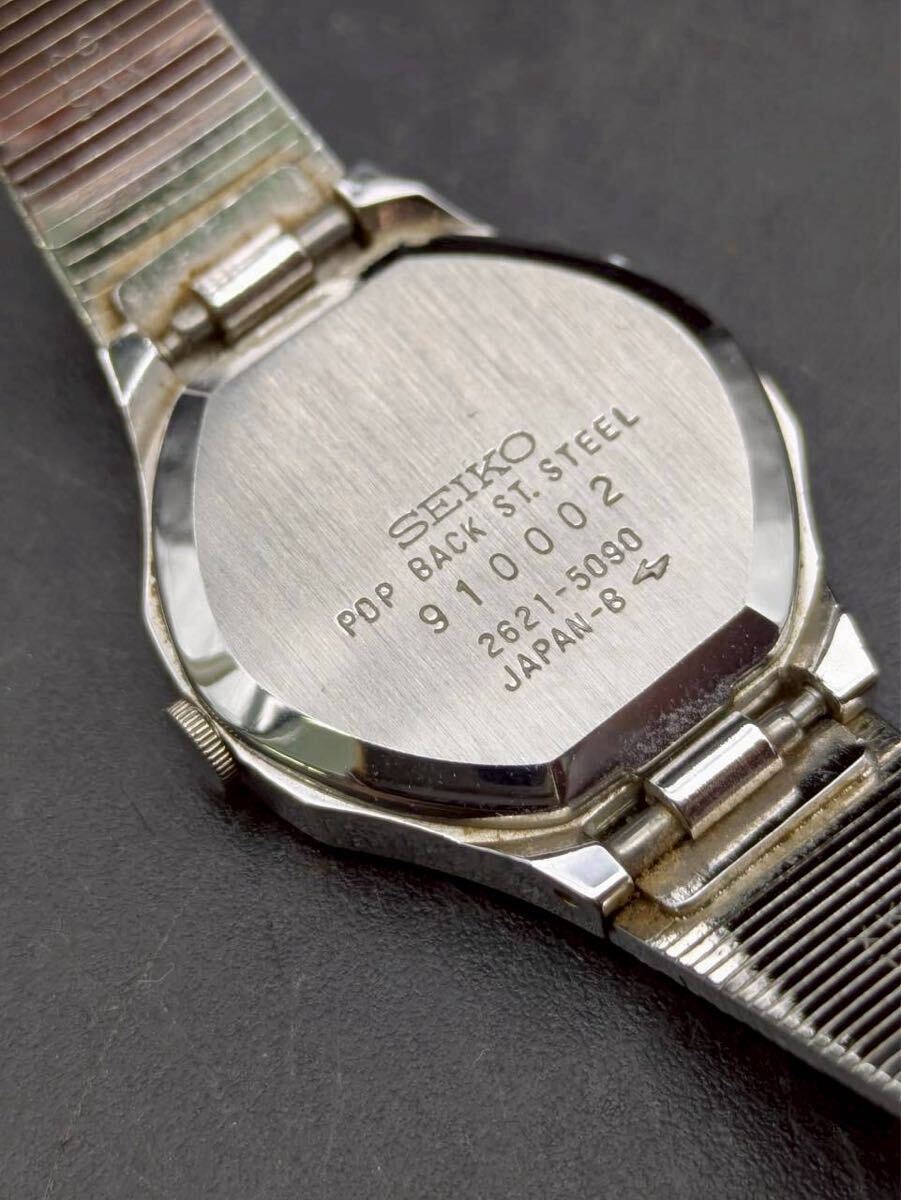 SEIKO
POP BACK ST. STEEL
910002
2621-5090
JAPAN-B